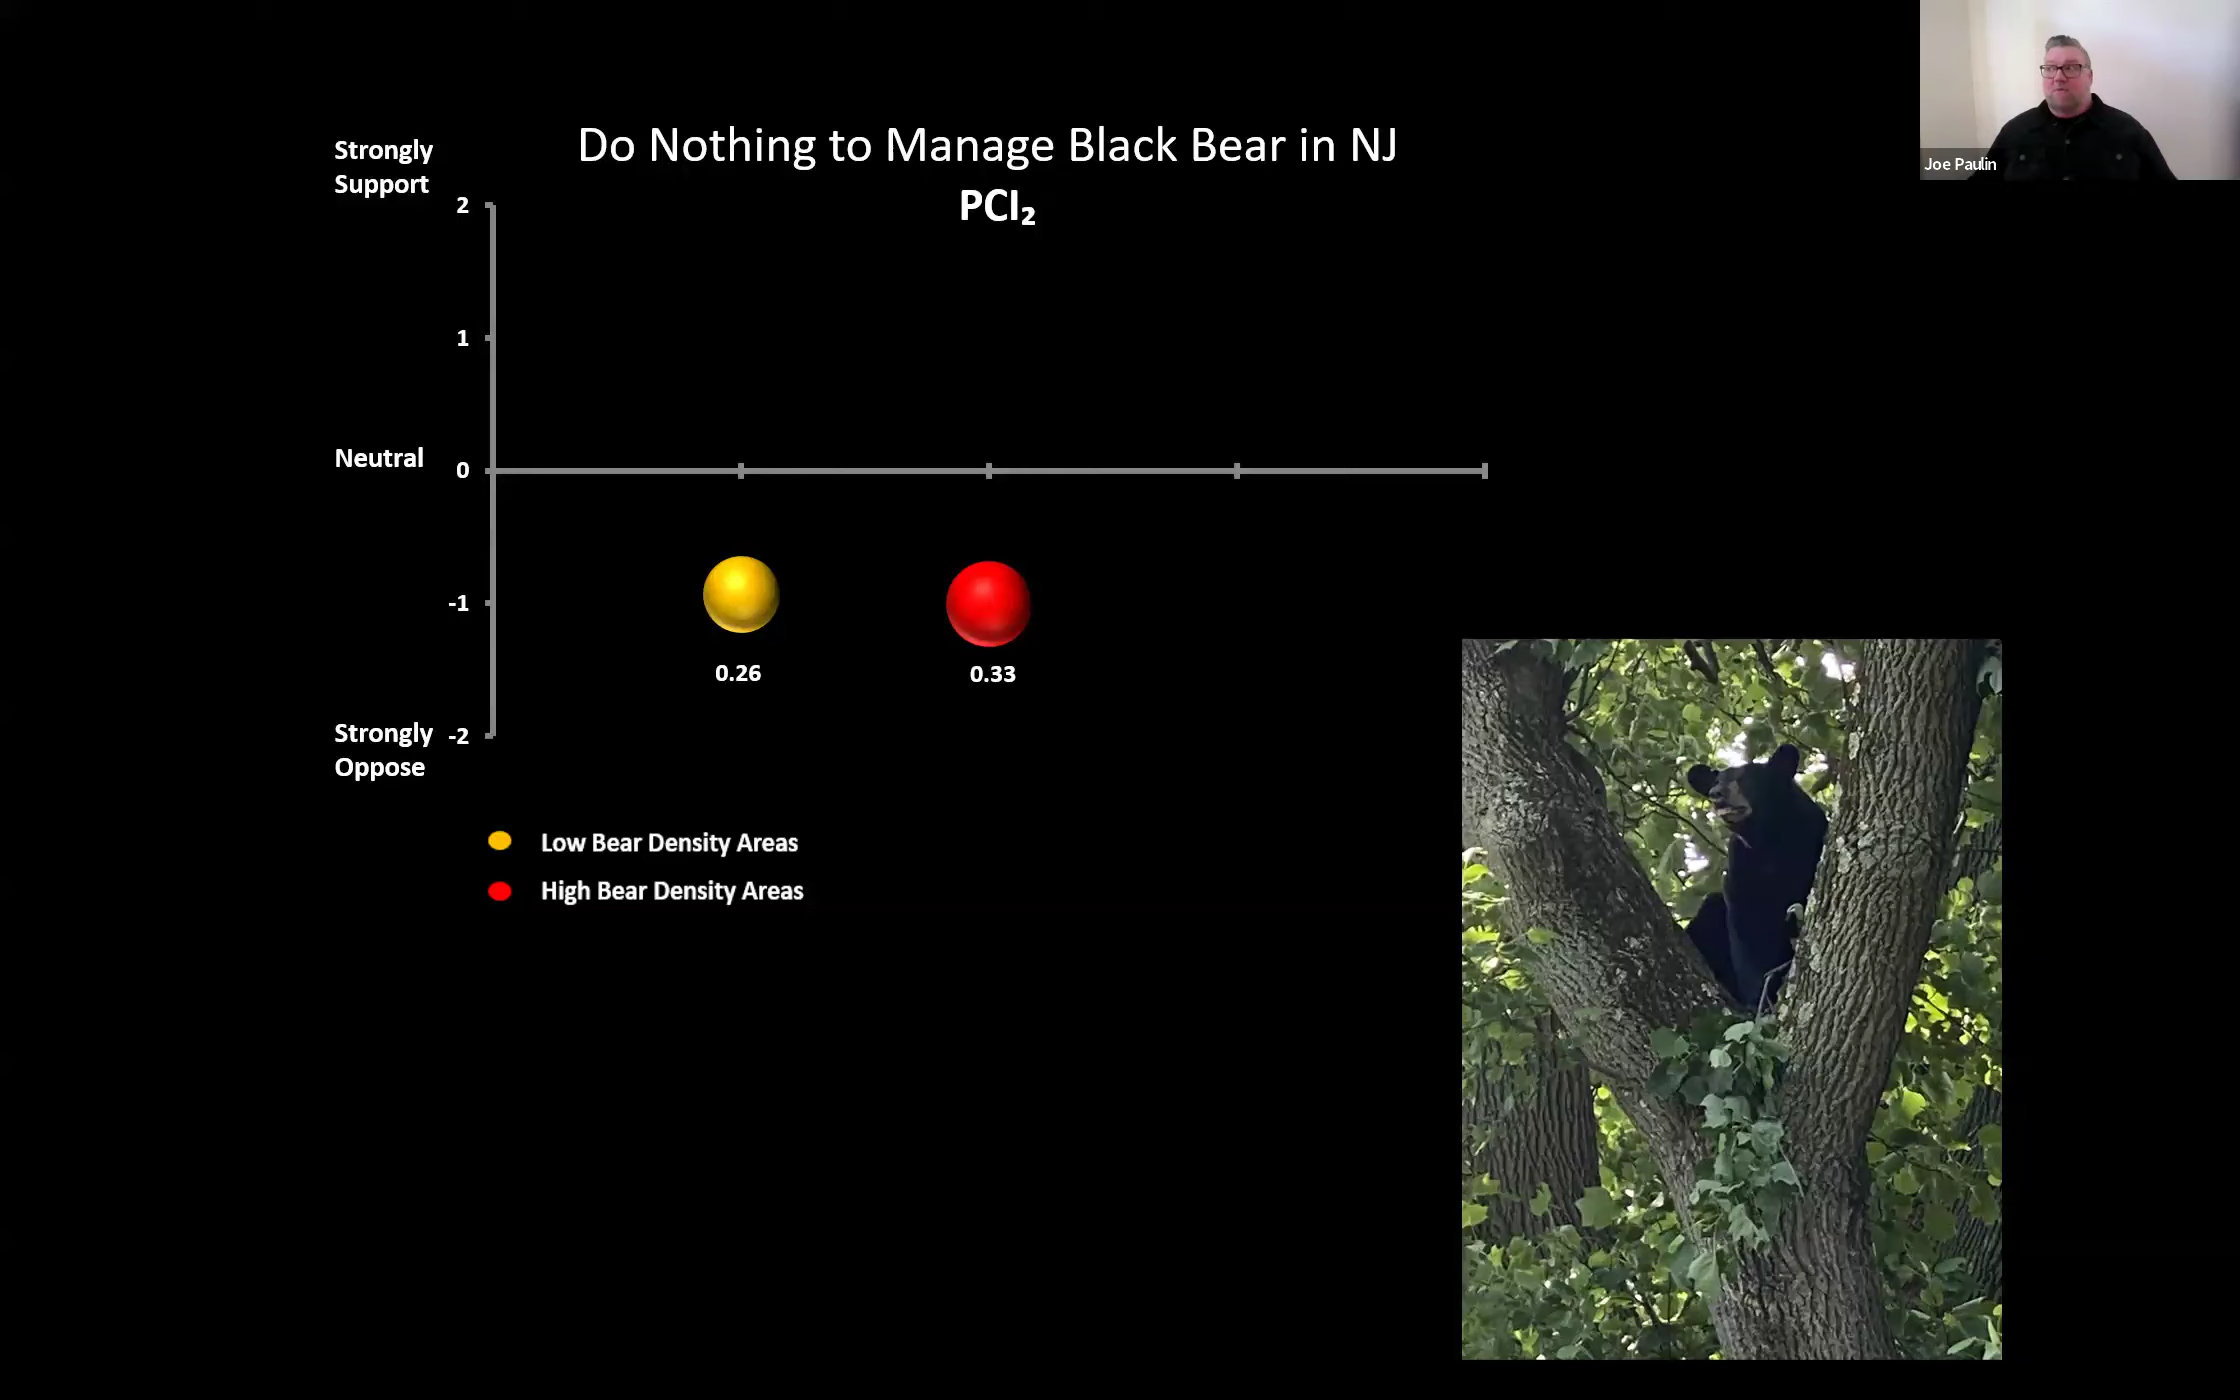 Do Nothing to Manage Black Bear in NJ
PCI₂
Strongly
Support
2
1
Neutral
0
-1
Strongly
Oppose
-2
0.26
0.33
Low Bear Density Areas
High Bear Density Areas
Joe Paulin